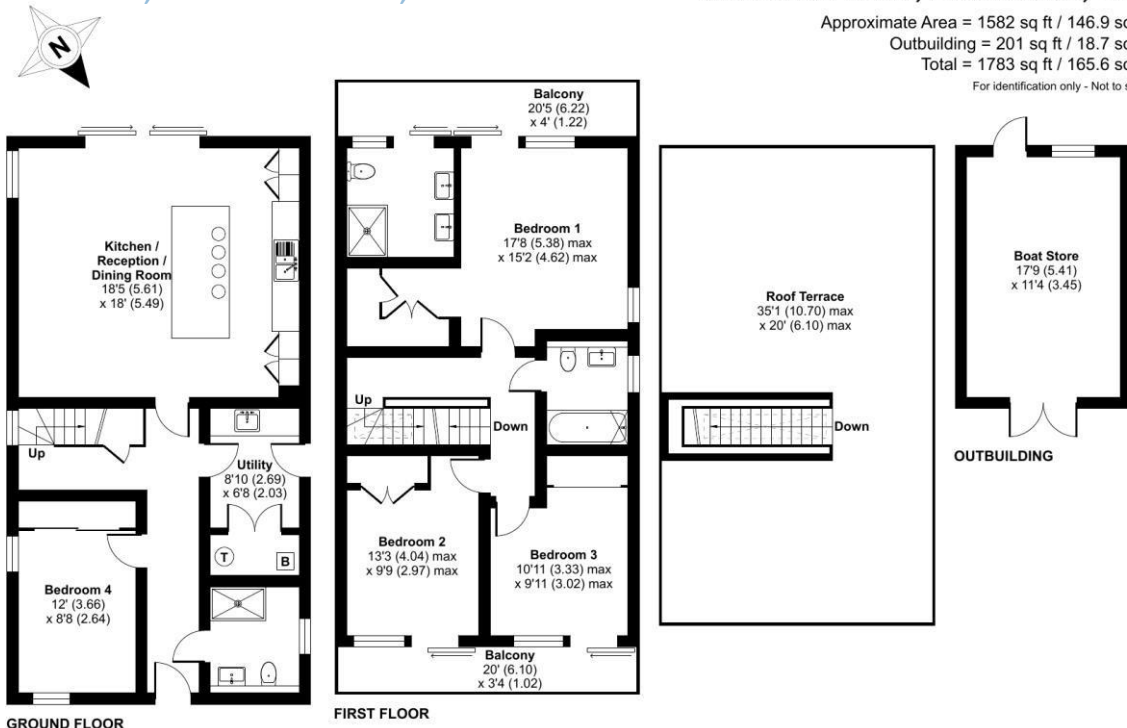 Approximate Area = 1582 sq ft / 146.9 sq
Outbuilding = 201 sq ft / 18.7 sq
Total = 1783 sq ft / 165.6 sq
For identification only - Not to s
N
Kitchen /
Reception /
Dining Room
18'5 (5.61)
x 18' (5.49)
Up
Utility
8'10 (2.69)
x 6'8 (2.03)
T
B
Bedroom 4
12' (3.66)
x 8'8 (2.64)
GROUND FLOOR
Balcony
20'5 (6.22)
x 4' (1.22)
Bedroom 1
17'8 (5.38) max
x 15'2 (4.62) max
Up
Down
Bedroom 2
13'3 (4.04) max
x 9'9 (2.97) max
Bedroom 3
10'11 (3.33) max
x 9'11 (3.02) max
Balcony
20' (6.10)
x 3'4 (1.02)
FIRST FLOOR
Roof Terrace
35'1 (10.70) max
x 20' (6.10) max
Down
Boat Store
17'9 (5.41)
x 11'4 (3.45)
OUTBUILDING